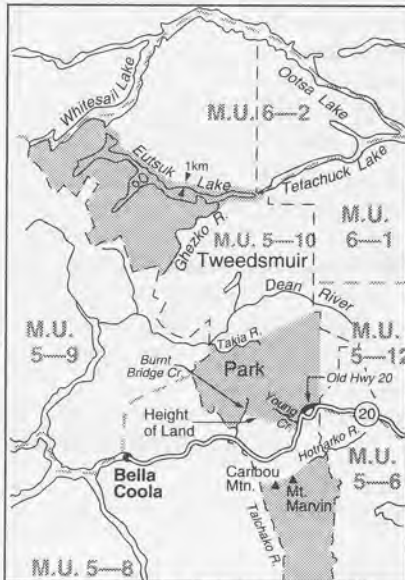 Whitesail Lake
Ootsa Lake
M.U. 6—2
1km
Eutsuk Lake
Tetachuck Lake
Ghezko R.
M.U. 5—10
M.U.
6—1
Tweedsmuir
Dean River
M.U.
5—9
Takia R.
M.U.
5—12
Burnt
Bridge Cr.
Park
Old Hwy 20
Height
of Land
Young
Cr.
20
Hotnarko R.
Bella
Coola
Caribou
Mtn.
Mt.
Marvin
M.U.
5—6
Talchako R.
M.U. 5—8